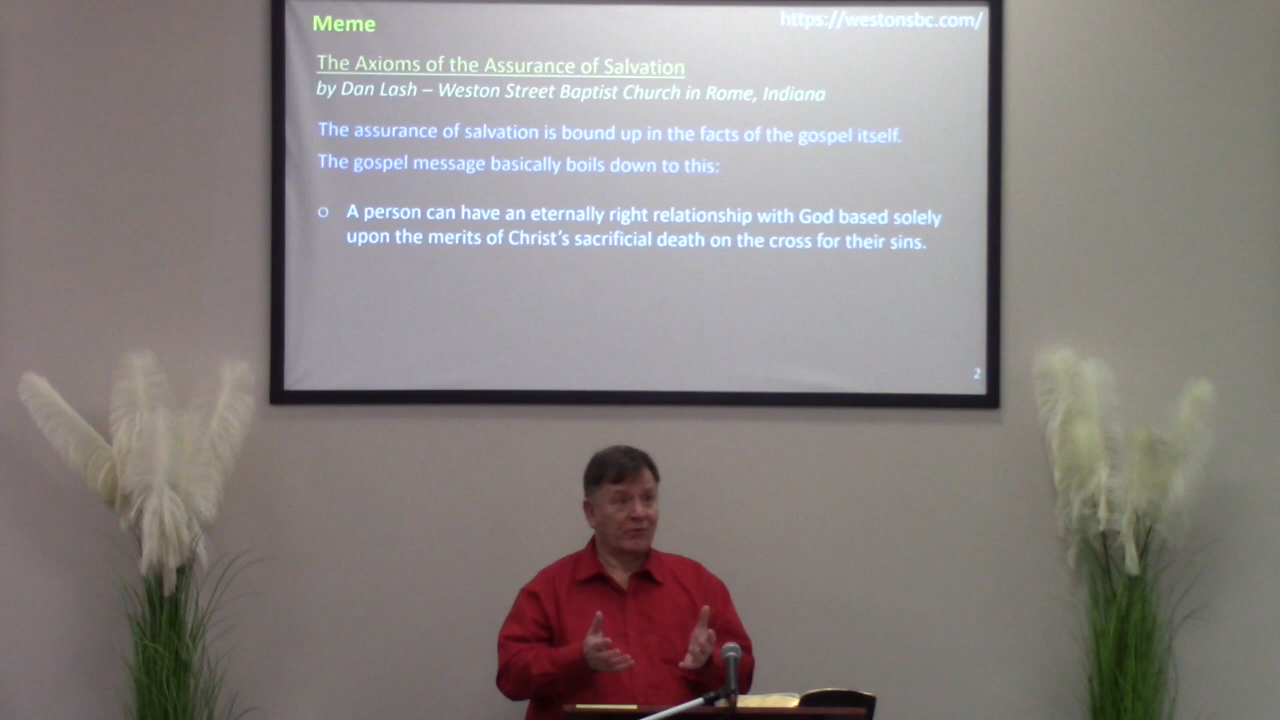 Meme
https://westonsbc.com/
The Axioms of the Assurance of Salvation
by Dan Lash – Weston Street Baptist Church in Rome, Indiana
The assurance of salvation is bound up in the facts of the gospel itself.
The gospel message basically boils down to this:
o A person can have an eternally right relationship with God based solely
upon the merits of Christ's sacrificial death on the cross for their sins.
2